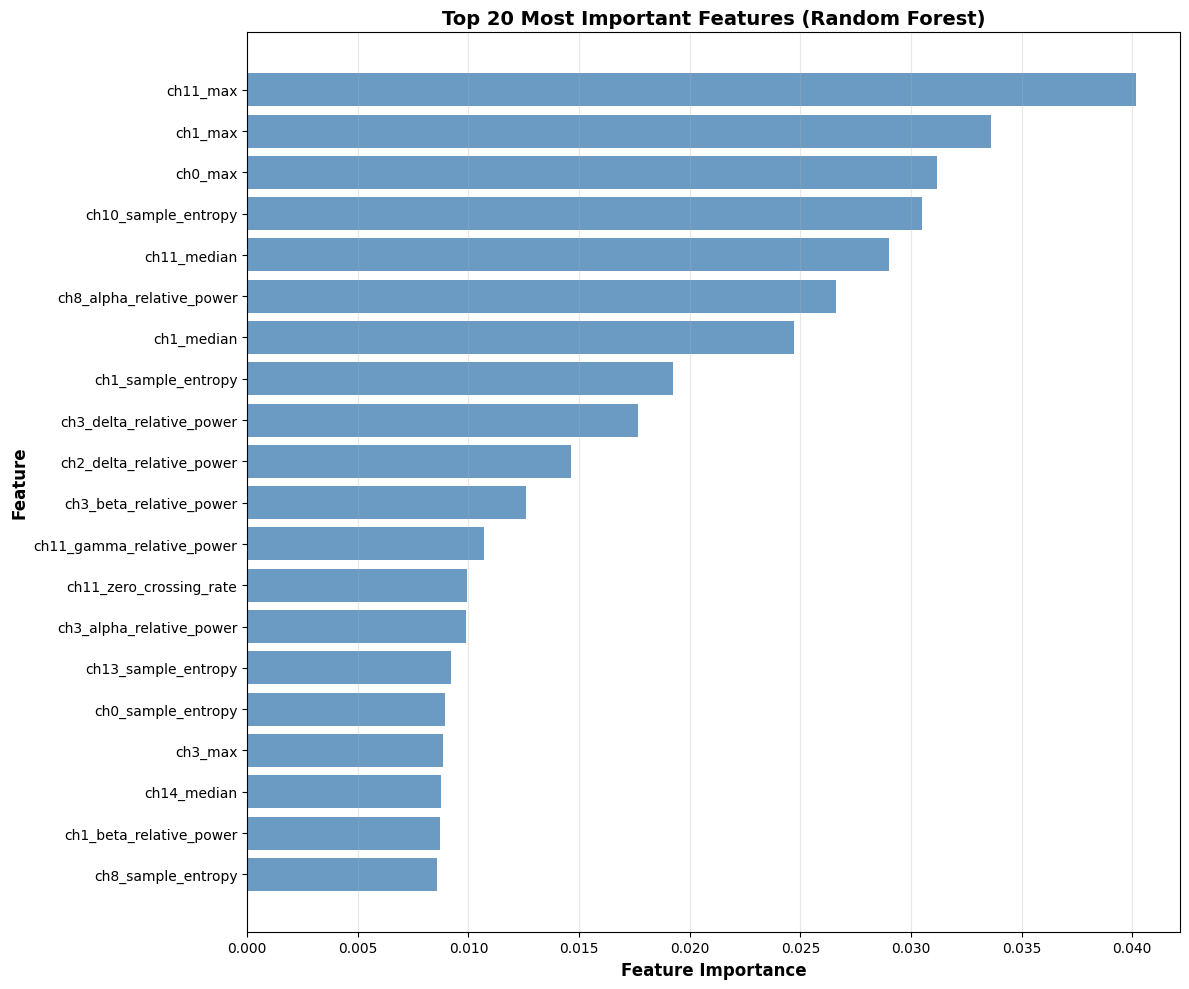 Top 20 Most Important Features (Random Forest)
Feature
ch11_max
ch1_max
ch0_max
ch10_sample_entropy
ch11_median
ch8_alpha_relative_power
ch1_median
ch1_sample_entropy
ch3_delta_relative_power
ch2_delta_relative_power
ch3_beta_relative_power
ch11_gamma_relative_power
ch11_zero_crossing_rate
ch3_alpha_relative_power
ch13_sample_entropy
ch0_sample_entropy
ch3_max
ch14_median
ch1_beta_relative_power
ch8_sample_entropy
0.000 0.005 0.010 0.015 0.020 0.025 0.030 0.035 0.040
Feature Importance